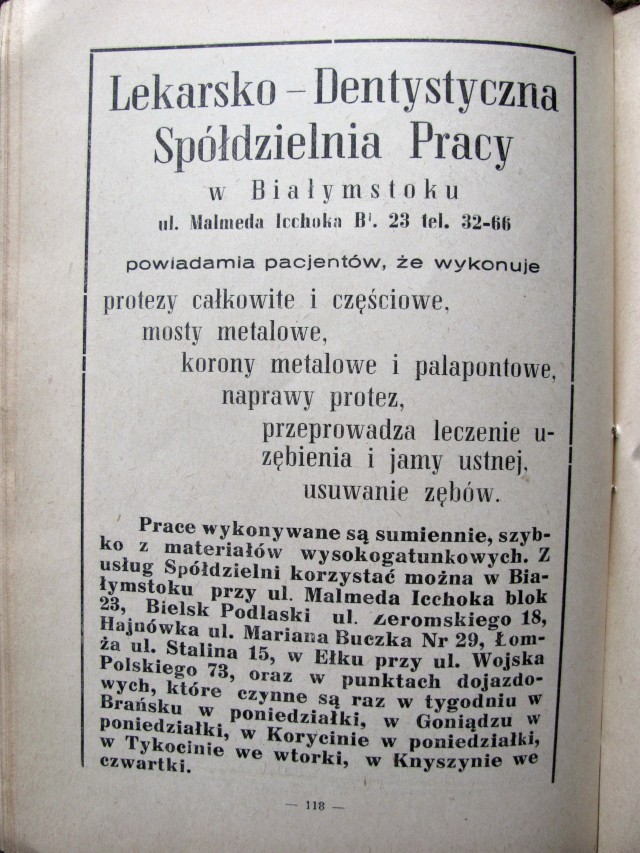 Lekarsko – Dentystyczna
Spółdzielnia Pracy
w Białymstoku
ul. Malmeda Icchoka Bl. 23 tel. 32-66
powiadamia pacjentów, że wykonuje
protezy całkowite i częściowe,
mosty metalowe,
korony metalowe i palapontowe,
naprawy protez,
przeprowadza leczenie u-
zębienia i jamy ustnej,
usuwanie zębów.
Prace wykonywane są sumiennie, szyb-
ko z materiałów wysokogatunkowych. Z
usług Spółdzielni korzystać można w Bia-
łymstoku przy ul. Malmeda Icchoka blok
23, Bielsk Podlaski ul. Żeromskiego 18,
Hajnówka ul. Mariana Buczka Nr 29, Łom-
ża ul. Stalina 15, w Ełku przy ul. Wojska
Polskiego 73, oraz w punktach dojazdo-
wych, które czynne są raz w tygodniu w
Brańsku w poniedziałki, w Goniądzu w
poniedziałki, w Korycinie w poniedziałki,
w Tykocinie we wtorki, w Knyszynie we
czwartki.
— 118 —